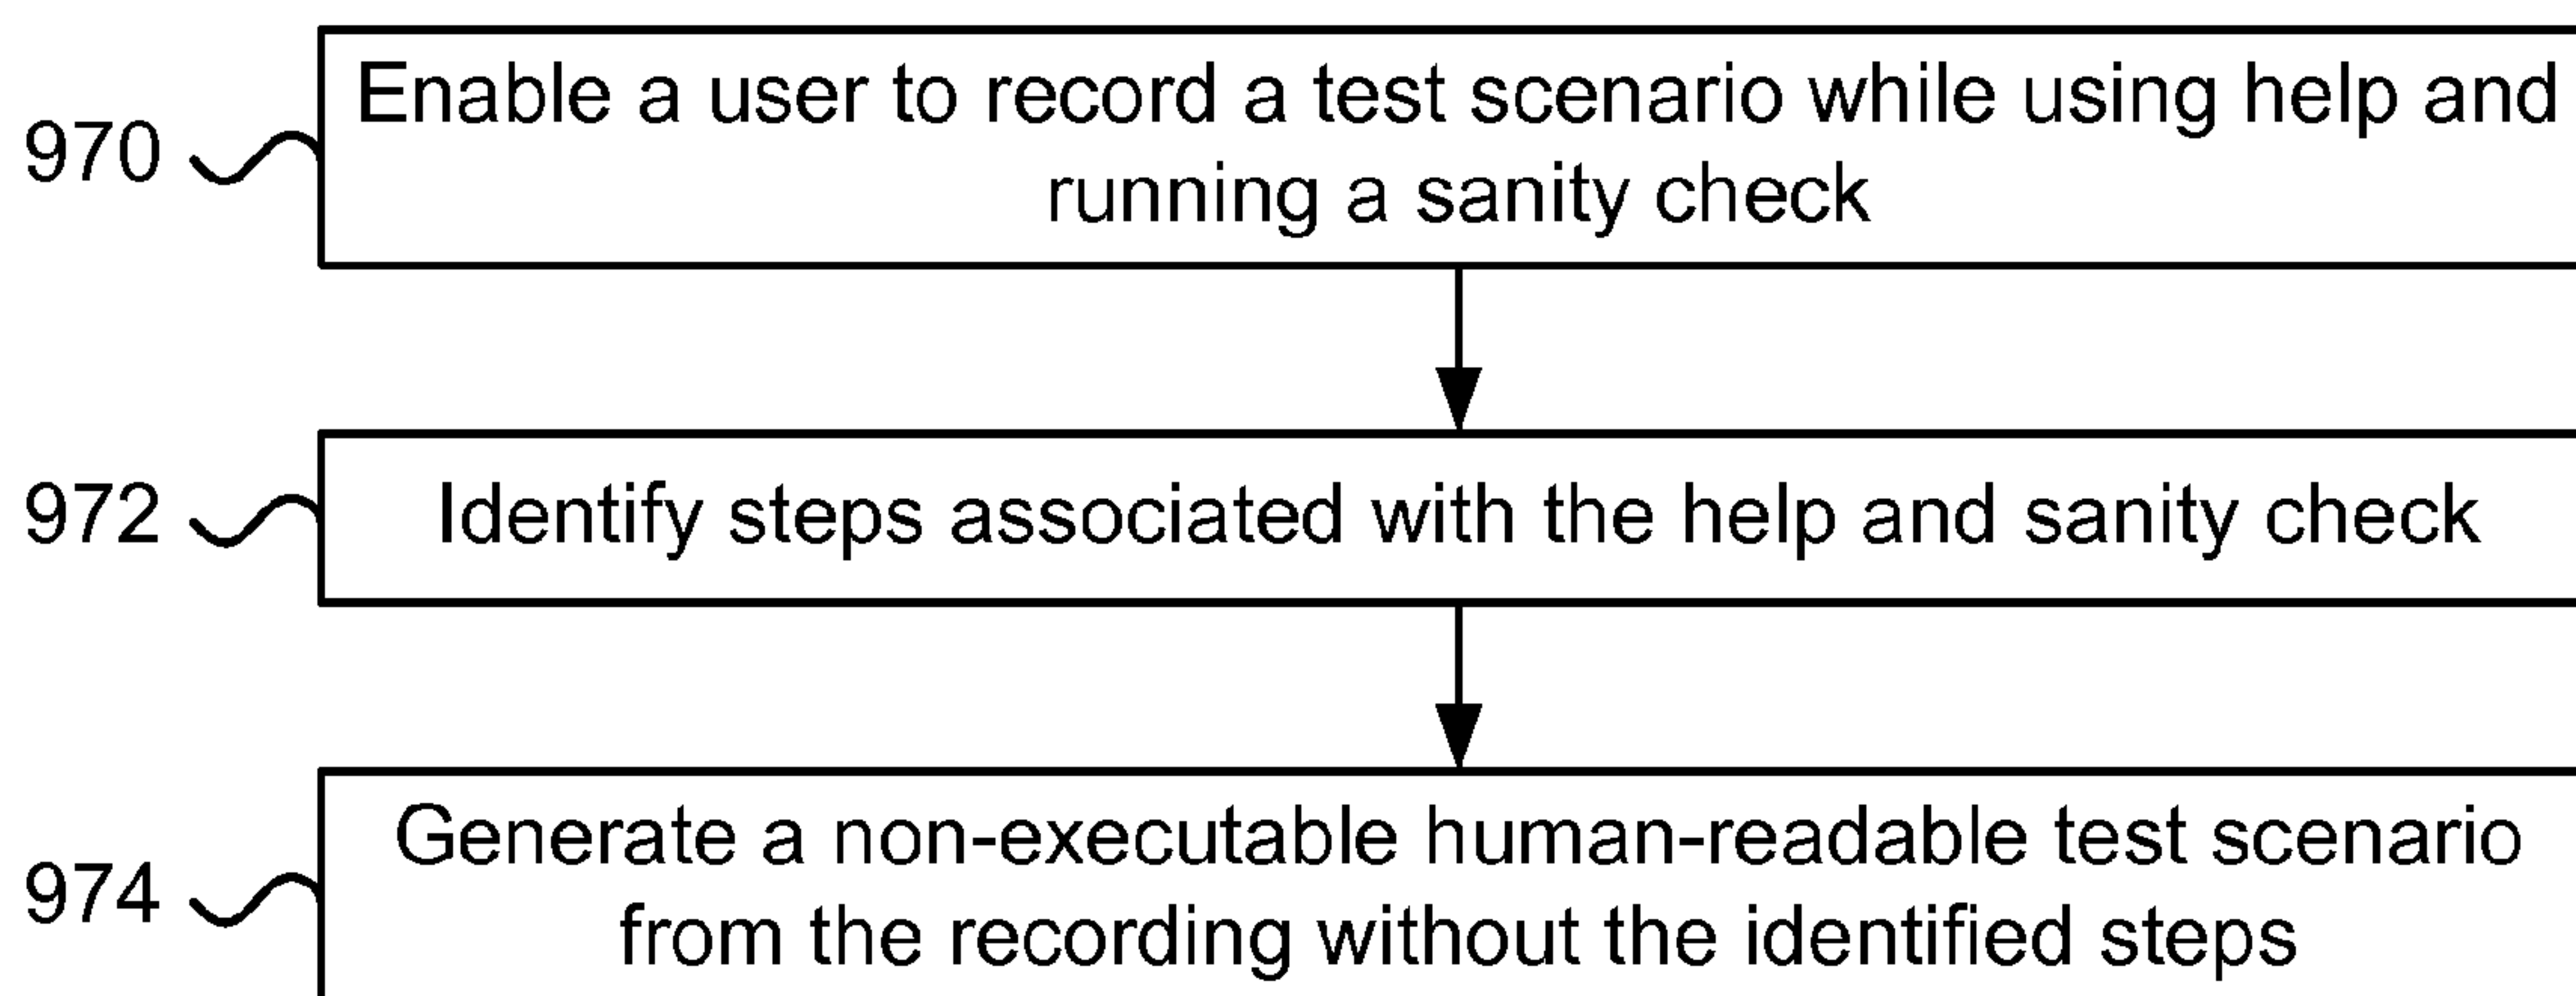 Enable a user to record a test scenario while using help and
970
running a sanity check
972
Identify steps associated with the help and sanity check
Generate a non-executable human-readable test scenario
974
from the recording without the identified steps